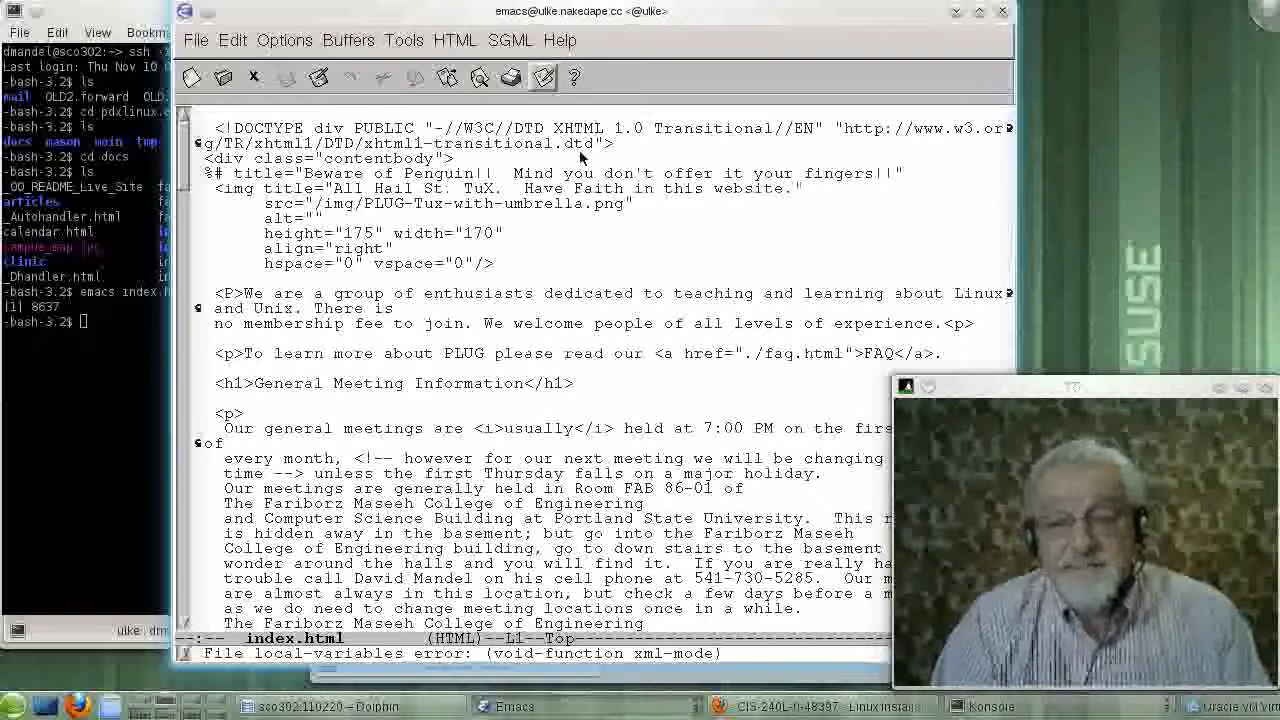 emacs@ulke.nakedape.cc <@ulke>
File Edit View Bookm
File Edit Options Buffers Tools HTML SGML Help
dmandel@sco302:~> ssh
Last login: Thu Nov 10
-bash-3.2$ ls
mail OLD2.forward OLD
-bash-3.2$ cd pdxlinux.
-bash-3.2$ ls
docs mason moin tmp
-bash-3.2$ cd docs
-bash-3.2$ ls
_OO_README_Live_Site
articles
_Autohandler.html
calendar.html
clinic
_Dhandler.html
-bash-3.2$ emacs index.h
[1] 8637
-bash-3.2$
<!DOCTYPE div PUBLIC "-//W3C//DTD XHTML 1.0 Transitional//EN" "http://www.w3.or
g/TR/xhtml1/DTD/xhtml1-transitional.dtd">
<div class="contentbody">
%# title="Beware of Penguin!! Mind you don't offer it your fingers!!"
<img title="All Hail St. TUX. Have Faith in this website."
src="/img/PLUG-Tux-with-umbrella.png"
alt=""
height="175" width="170"
align="right"
hspace="0" vspace="0"/>
<P>We are a group of enthusiasts dedicated to teaching and learning about Linux
and Unix. There is
no membership fee to join. We welcome people of all levels of experience.<p>
<p>To learn more about PLUG please read our <a href="./faq.html">FAQ</a>.
<h1>General Meeting Information</h1>
<p>
Our general meetings are <i>usually</i> held at 7:00 PM on the firs
of
every month, <!-- however for our next meeting we will be changing
time --> unless the first Thursday falls on a major holiday.
Our meetings are generally held in Room FAB 86-01 of
The Fariborz Maseeh College of Engineering
and Computer Science Building at Portland State University. This r
is hidden away in the basement; but go into the Fariborz Maseeh
College of Engineering building, go to down stairs to the basement
wonder around the halls and you will find it. If you are really ha
trouble call David Mandel on his cell phone at 541-730-5285. Our m
are almost always in this location, but check a few days before a m
as we do need to change meeting locations once in a while.
The Fariborz Maseeh College of Engineering
--:-- index.html (HTML)--L1--Top
File local-variables error: (void-function xml-mode)
SUSE
sco302:110220 – Dolphin
Emacs
Konsole